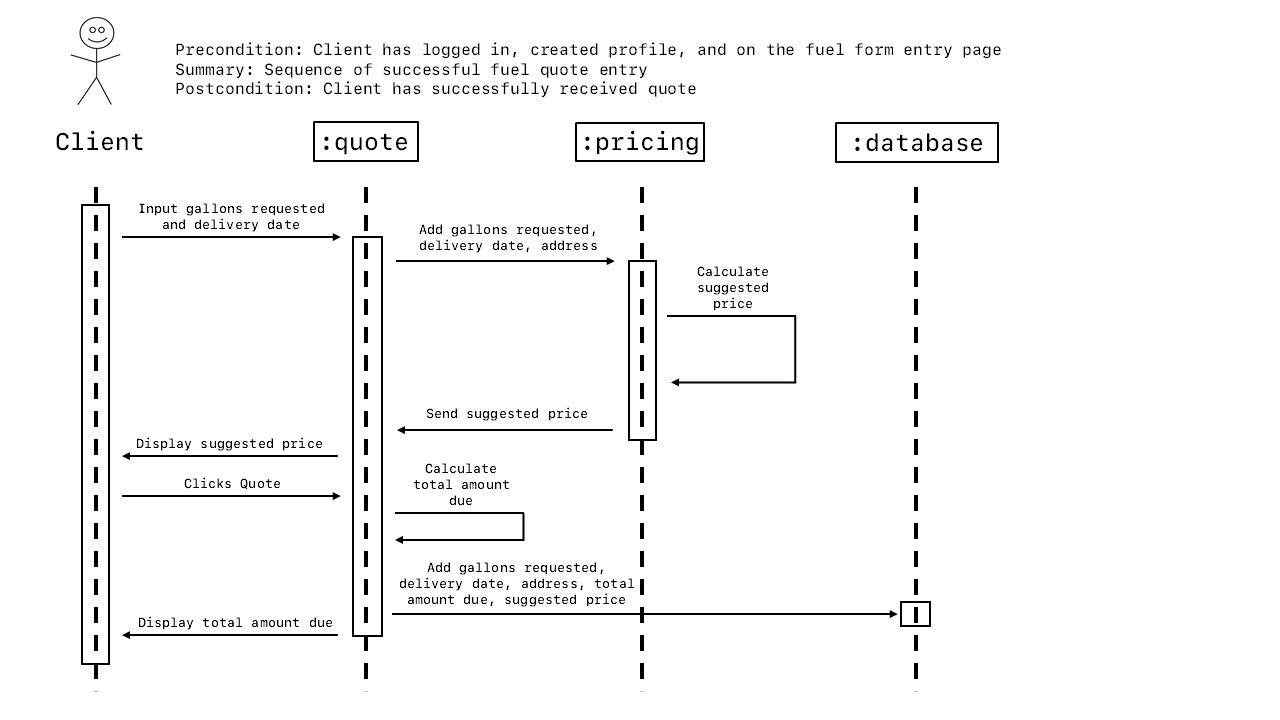 Precondition: Client has logged in, created profile, and on the fuel form entry page
Summary: Sequence of successful fuel quote entry
Postcondition: Client has successfully received quote
Client
:quote
:pricing
:database
Input gallons requested
and delivery date
Add gallons requested,
delivery date, address
Calculate
suggested
price
Send suggested price
Display suggested price
Clicks Quote
Calculate
total amount
due
Add gallons requested,
delivery date, address, total
amount due, suggested price
Display total amount due